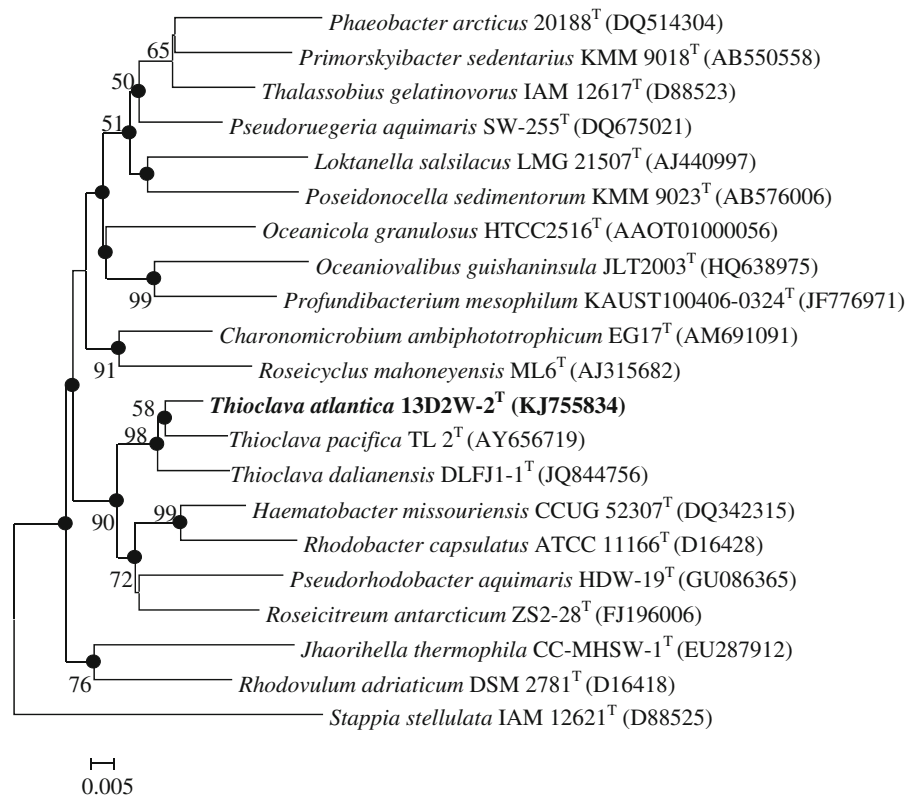 Phaeobacter arcticus 20188ᵀ (DQ514304)
65
Primorskyibacter sedentarius KMM 9018ᵀ (AB550558)
50
Thalassobius gelatinovorus IAM 12617ᵀ (D88523)
51
Pseudoruegeria aquimaris SW-255ᵀ (DQ675021)
Loktanella salsilacus LMG 21507ᵀ (AJ440997)
Poseidonocella sedimentorum KMM 9023ᵀ (AB576006)
Oceanicola granulosus HTCC2516ᵀ (AAOT01000056)
Oceaniovalibus guishaninsula JLT2003ᵀ (HQ638975)
99
Profundibacterium mesophilum KAUST100406-0324ᵀ (JF776971)
Charonomicrobium ambiphototrophicum EG17ᵀ (AM691091)
91
Roseicyclus mahoneyensis ML6ᵀ (AJ315682)
58
Thioclava atlantica 13D2W-2ᵀ (KJ755834)
98
Thioclava pacifica TL 2ᵀ (AY656719)
Thioclava dalianensis DLFJ1-1ᵀ (JQ844756)
90
99
Haematobacter missouriensis CCUG 52307ᵀ (DQ342315)
Rhodobacter capsulatus ATCC 11166ᵀ (D16428)
72
Pseudorhodobacter aquimaris HDW-19ᵀ (GU086365)
Roseicitreum antarcticum ZS2-28ᵀ (FJ196006)
Jhaorihella thermophila CC-MHSW-1ᵀ (EU287912)
76
Rhodovulum adriaticum DSM 2781ᵀ (D16418)
Stappia stellulata IAM 12621ᵀ (D88525)
0.005